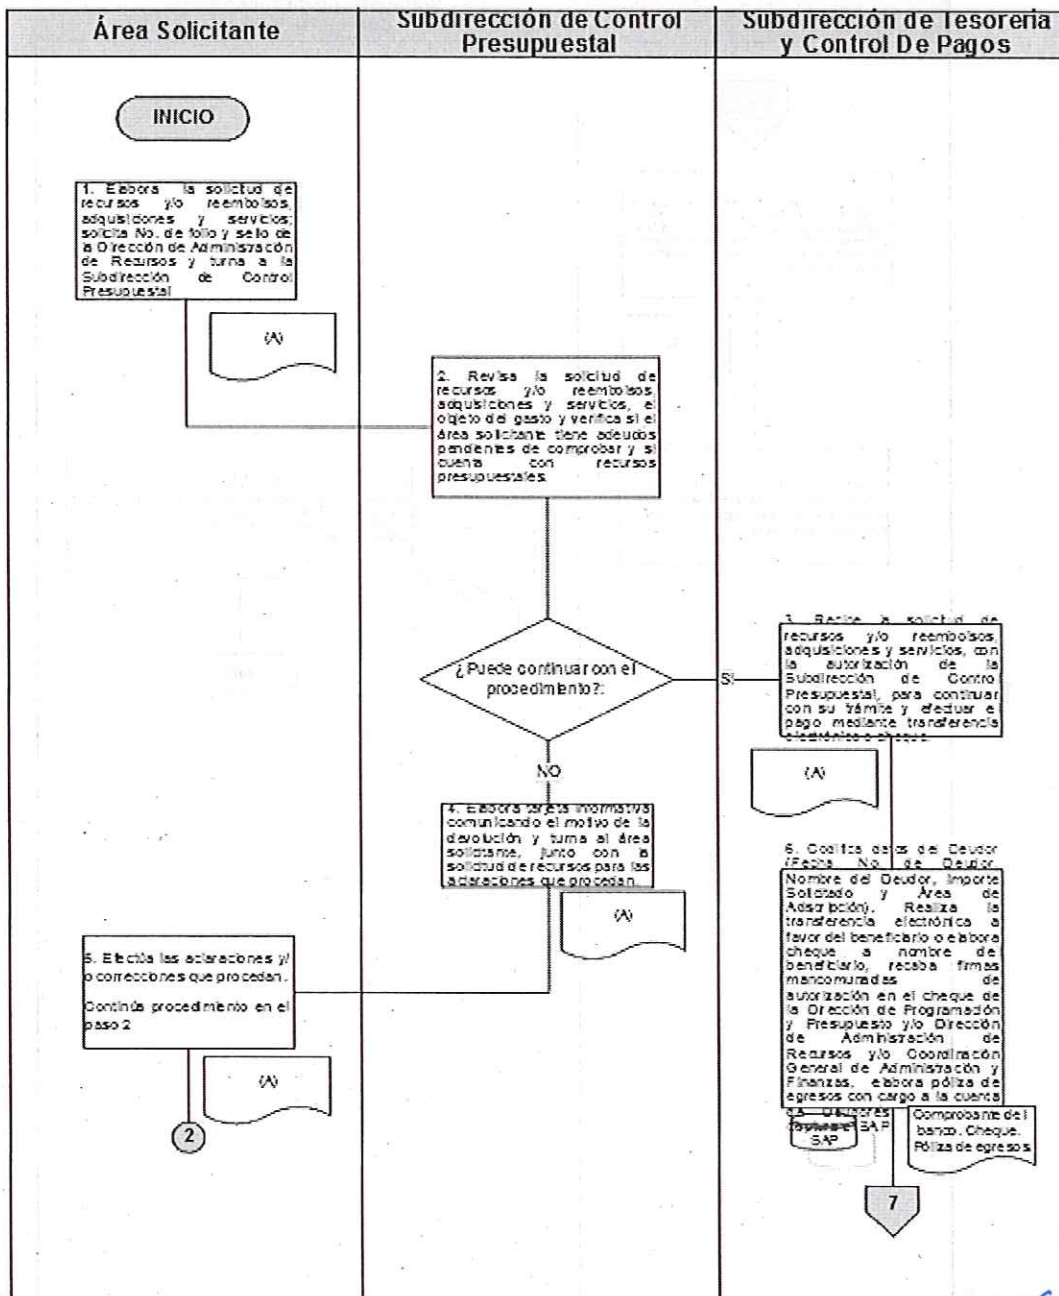 Área Solicitante
Subdirección de Control
Presupuestal
Subdirección de Tesorería
y Control De Pagos
INICIO
1. Elabora la solicitud de
recursos y/o reembolsos,
adquisiciones y servicios;
solicita No. de folio y sello de
la Dirección de Administración
de Recursos y turna a la
Subdirección de Control
Presupuestal
(A)
2. Revisa la solicitud de
recursos y/o reembolsos,
adquisiciones y servicios, el
objeto del gasto y verifica si el
área solicitante tiene adeudos
pendientes de comprobar y si
cuenta con recursos
presupuestales.
¿Puede continuar con el
procedimiento?:
SI
3. Recibe la solicitud de
recursos y/o reembolsos,
adquisiciones y servicios, con
la autorización de la
Subdirección de Control
Presupuestal, para continuar
con su trámite y efectuar e
pago mediante transferencia
electrónica o cheque.
(A)
NO
4. Elabora tarjeta informativa
comunicando el motivo de la
devolución y turna al área
solicitante, junto con la
solicitud de recursos para las
aclaraciones que procedan.
(A)
5. Efectúa las aclaraciones y/
o correcciones que procedan.
Continúa procedimiento en el
paso 2
(A)
2
6. Codifica datos del Deudor
(Fecha, No. de Deudor,
Nombre del Deudor, Importe
Solicitado y Área de
Adscripción). Realiza la
transferencia electrónica a
favor del beneficiario o elabora
cheque a nombre de
beneficiario, recaba firmas
mancomunadas de
autorización en el cheque de
la Dirección de Programación
y Presupuesto y/o Dirección
de Administración de
Recursos y/o Coordinación
General de Administración y
Finanzas, elabora póliza de
egresos con cargo a la cuenta
de Deudores
SAP
SAP
Comprobante del
banco. Cheque.
Póliza de egresos.
7